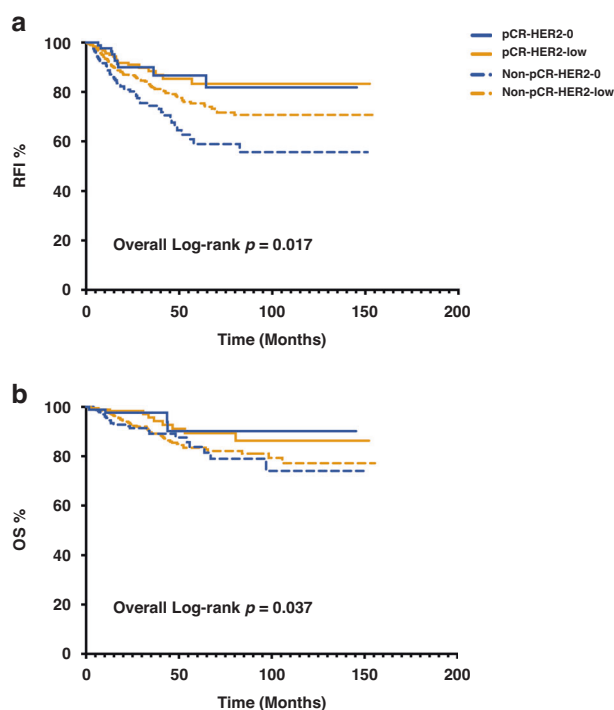 a
pCR-HER2-0
pCR-HER2-low
Non-pCR-HER2-0
Non-pCR-HER2-low
100
80
60
40
20
0
RFI %
Overall Log-rank p = 0.017
0 50 100 150 200
Time (Months)
b
100
80
60
40
20
0
OS %
Overall Log-rank p = 0.037
0 50 100 150 200
Time (Months)